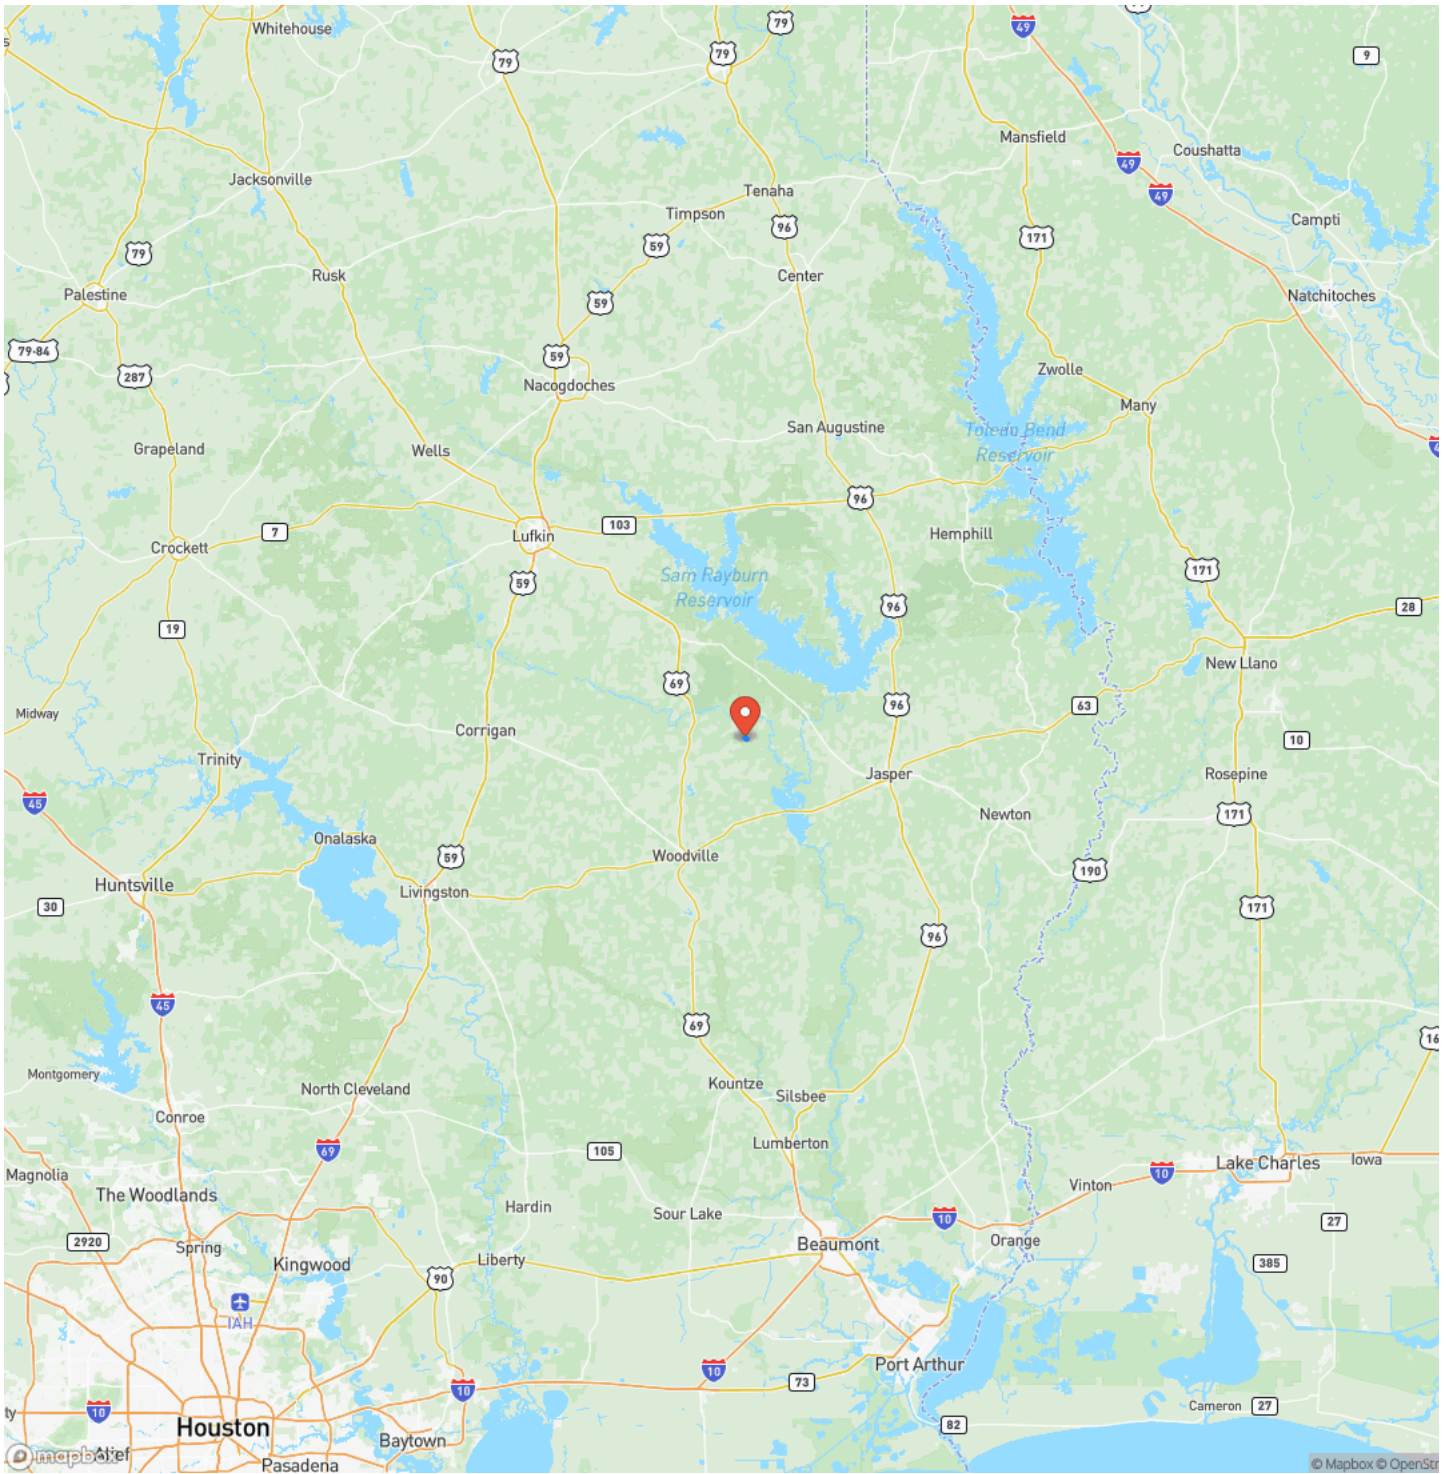 79
49
Whitehouse
79
79
9
Mansfield
Coushatta
49
Jacksonville
Tenaha
49
Timpson
96
Campti
59
171
79
Rusk
Center
Palestine
59
Natchitoches
79-84
59
287
Zwolle
Nacogdoches
Many
San Augustine
Toledo Bend
Reservoir
Grapeland
Wells
96
103
7
Lufkin
Hemphill
Crockett
59
Sam Rayburn
Reservoir
171
96
28
19
New Llano
69
Midway
96
63
Corrigan
10
Trinity
Jasper
Rosepine
45
Newton
171
Onalaska
59
Woodville
190
Huntsville
Livingston
30
171
96
45
69
16
Montgomery
North Cleveland
Kountze
Silsbee
Conroe
69
105
Lumberton
Magnolia
Lake Charles
Iowa
10
The Woodlands
Vinton
Hardin
Sour Lake
10
27
2920
Spring
Beaumont
Orange
Kingwood
Liberty
385
90
IAH
Port Arthur
10
73
10
10
Cameron
27
Houston
82
Baytown
Alief
mapbox
Pasadena
© Mapbox © OpenStr